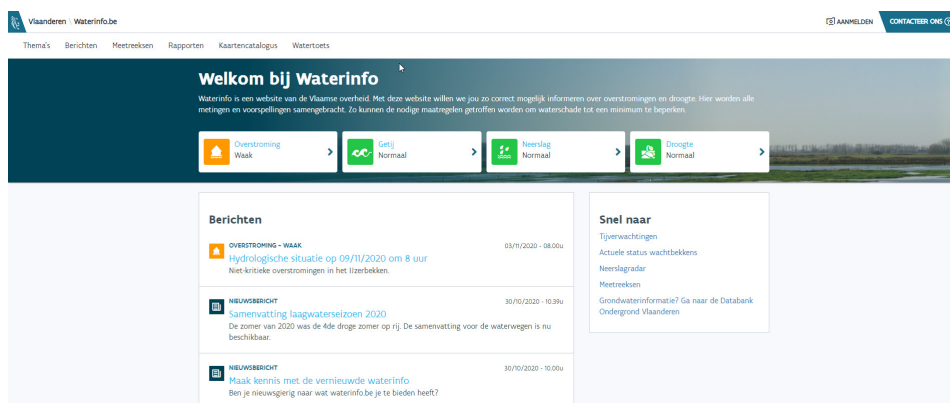 Vlaanderen \ Waterinfo.be
AANMELDEN
CONTACTEER ONS
Thema's Berichten Meetreeksen Rapporten Kaartencatalogus Watertoets
Welkom bij Waterinfo
Waterinfo is een website van de Vlaamse overheid. Met deze website willen we jou zo correct mogelijk informeren over overstromingen en droogte. Hier worden alle
metingen en voorspellingen samengebracht. Zo kunnen de nodige maatregelen getroffen worden om waterschade tot een minimum te beperken.
Overstroming
Waak
Getij
Normaal
Neerslag
Normaal
Droogte
Normaal
Berichten
OVERSTROMING - WAAK 03/11/2020 - 08.00u
Hydrologische situatie op 09/11/2020 om 8 uur
Niet-kritieke overstromingen in het IJzerbekken.
NIEUWSBERICHT 30/10/2020 - 10.39u
Samenvatting laagwaterseizoen 2020
De zomer van 2020 was de 4de droge zomer op rij. De samenvatting voor de waterwegen is nu
beschikbaar.
NIEUWSBERICHT 30/10/2020 - 10.00u
Maak kennis met de vernieuwde waterinfo
Ben je nieuwsgierig naar wat waterinfo.be je te bieden heeft?
Snel naar
Tijverwachtingen
Actuele status wachtbekkens
Neerslagradar
Meetreeksen
Grondwaterinformatie? Ga naar de Databank
Ondergrond Vlaanderen